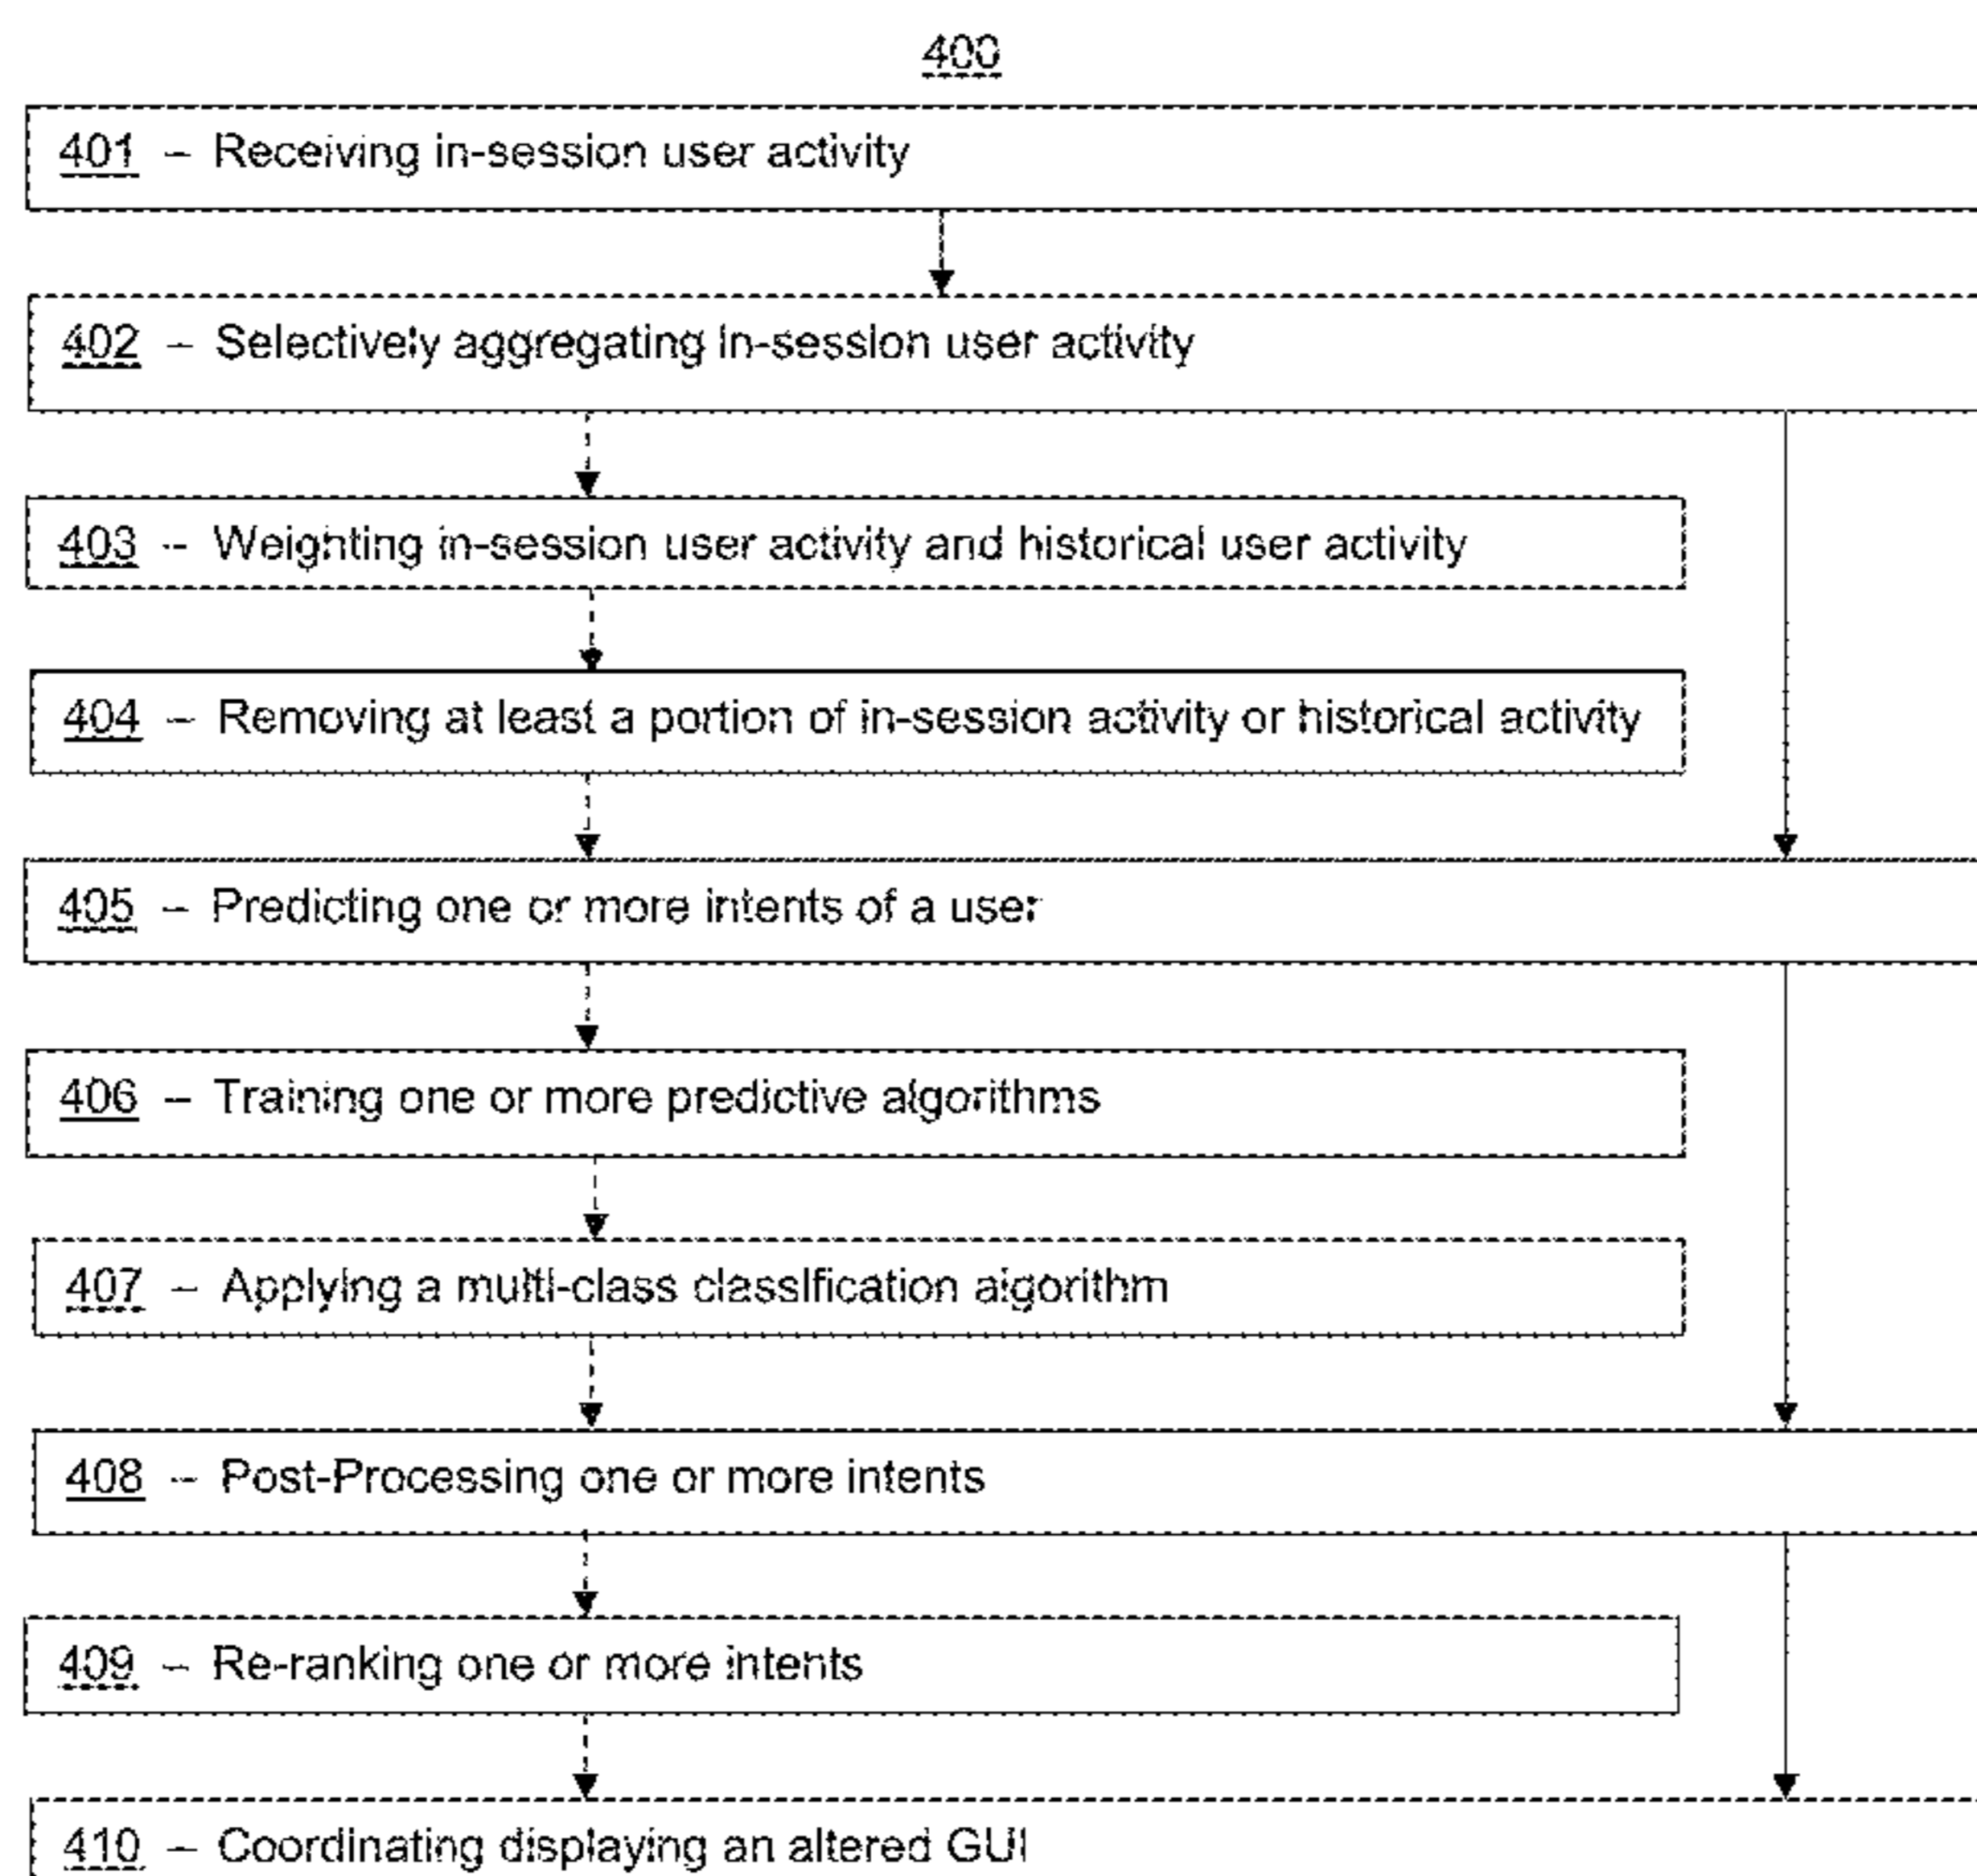 400
401 – Receiving in-session user activity
402 – Selectively aggregating in-session user activity
403 – Weighting in-session user activity and historical user activity
404 – Removing at least a portion of in-session activity or historical activity
405 – Predicting one or more intents of a user
406 – Training one or more predictive algorithms
407 – Applying a multi-class classification algorithm
408 – Post-Processing one or more intents
409 – Re-ranking one or more intents
410 – Coordinating displaying an altered GUI